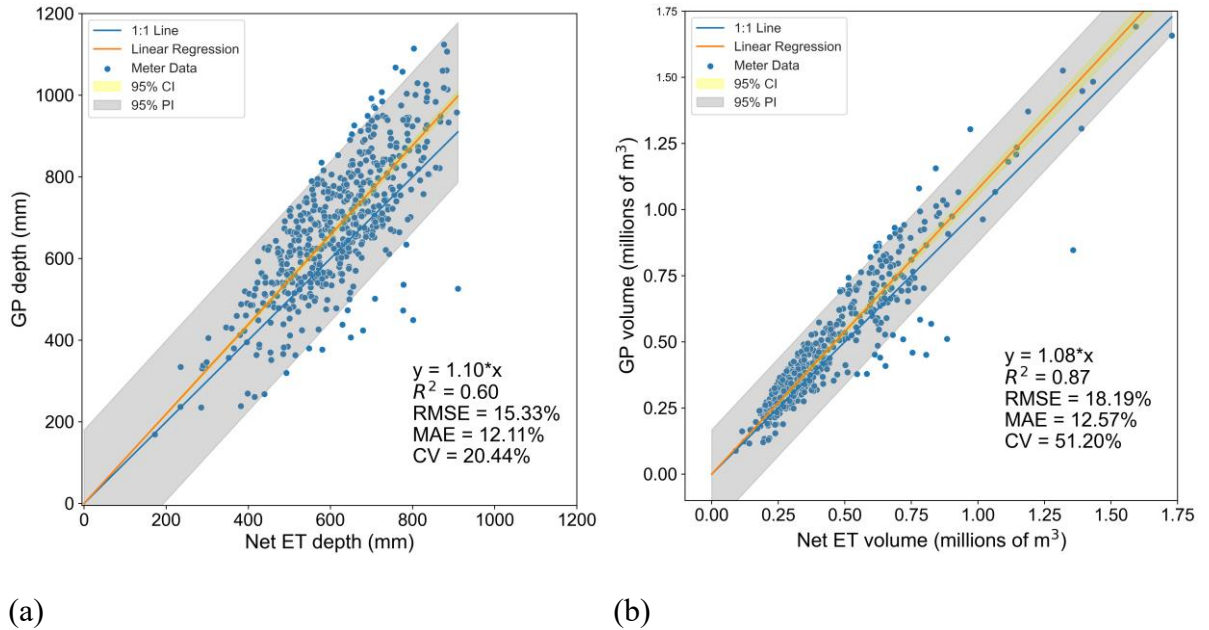 1200
1000
800
600
400
200
0
GP depth (mm)
1:1 Line
Linear Regression
Meter Data
95% CI
95% PI
y = 1.10*x
R² = 0.60
RMSE = 15.33%
MAE = 12.11%
CV = 20.44%
0 200 400 600 800 1000 1200
Net ET depth (mm)
(a)
1.75
1.50
1.25
1.00
0.75
0.50
0.25
0.00
GP volume (millions of m³)
1:1 Line
Linear Regression
Meter Data
95% CI
95% PI
y = 1.08*x
R² = 0.87
RMSE = 18.19%
MAE = 12.57%
CV = 51.20%
0.00 0.25 0.50 0.75 1.00 1.25 1.50 1.75
Net ET volume (millions of m³)
(b)